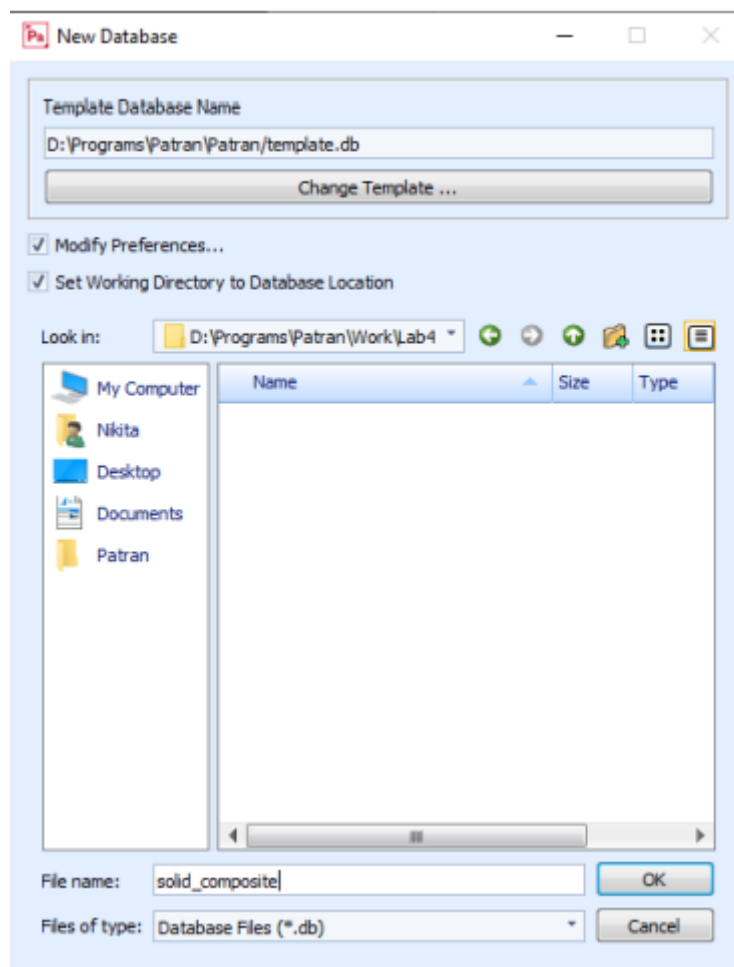 Pa New Database
Template Database Name
D:\Programs\Patran\Patran/template.db
Change Template ...
Modify Preferences...
Set Working Directory to Database Location
Look in: D:\Programs\Patran\Work\Lab4
My Computer
Nikita
Desktop
Documents
Patran
Name Size Type
File name: solid_composite OK
Files of type: Database Files (*.db) Cancel